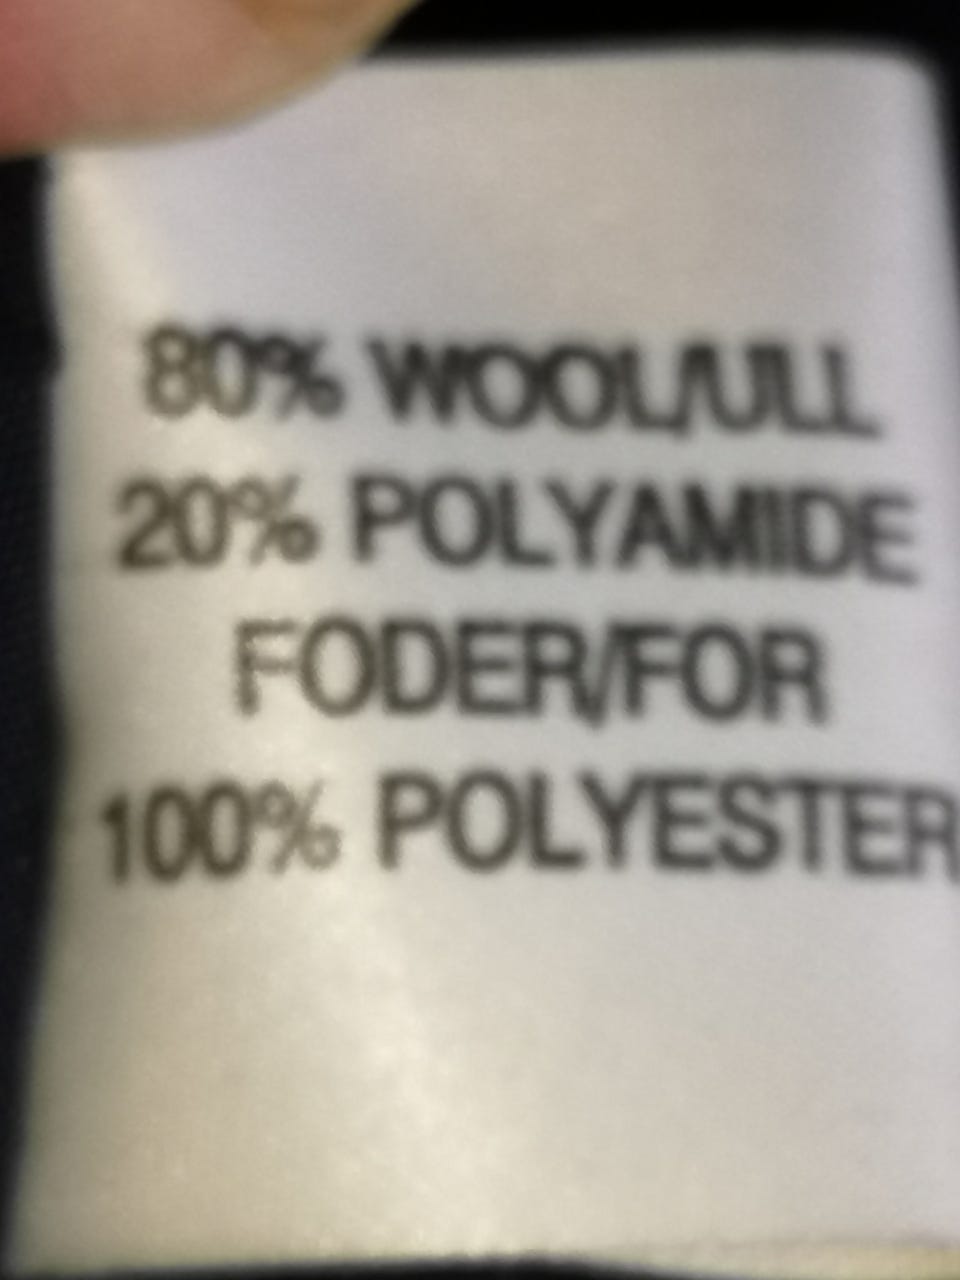 80% WOOL/ULL
20% POLYAMIDE
FODER/FOR
100% POLYESTER